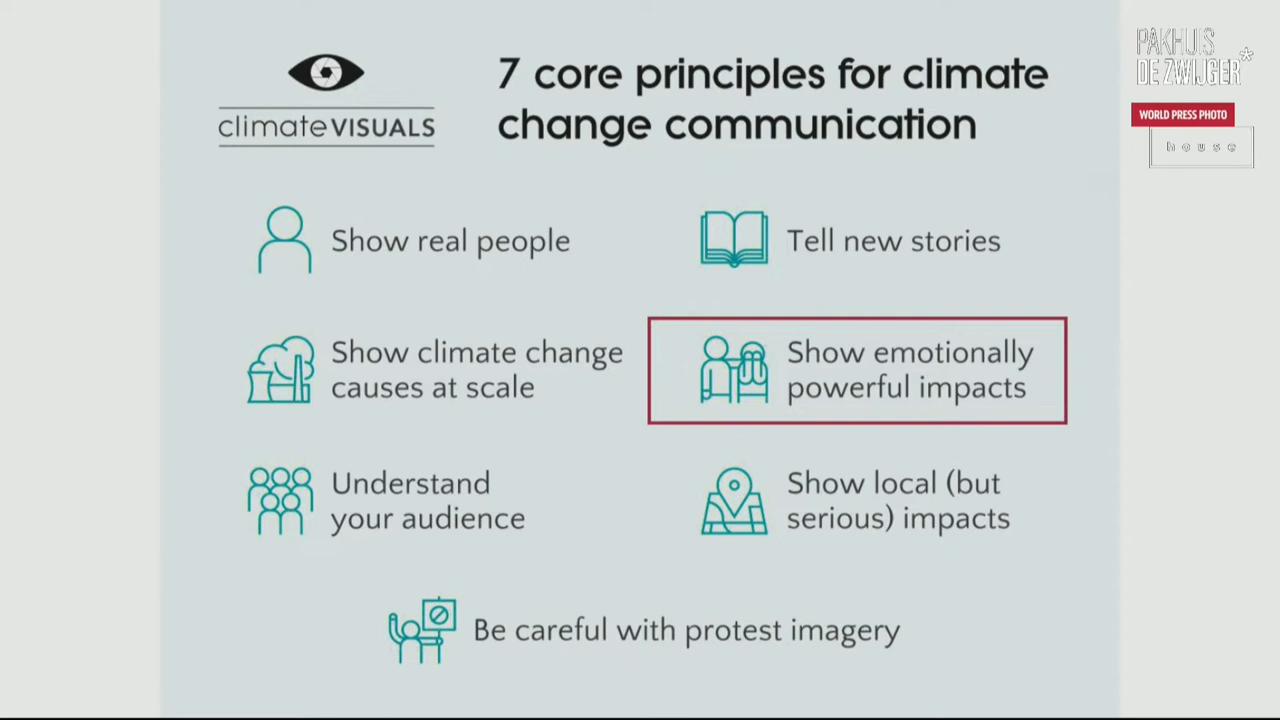 climateVISUALS
7 core principles for climate
change communication
PAKHUIS
DE ZWIJGER*
WORLD PRESS PHOTO
house
Show real people
Tell new stories
Show climate change
causes at scale
Show emotionally
powerful impacts
Understand
your audience
Show local (but
serious) impacts
Be careful with protest imagery